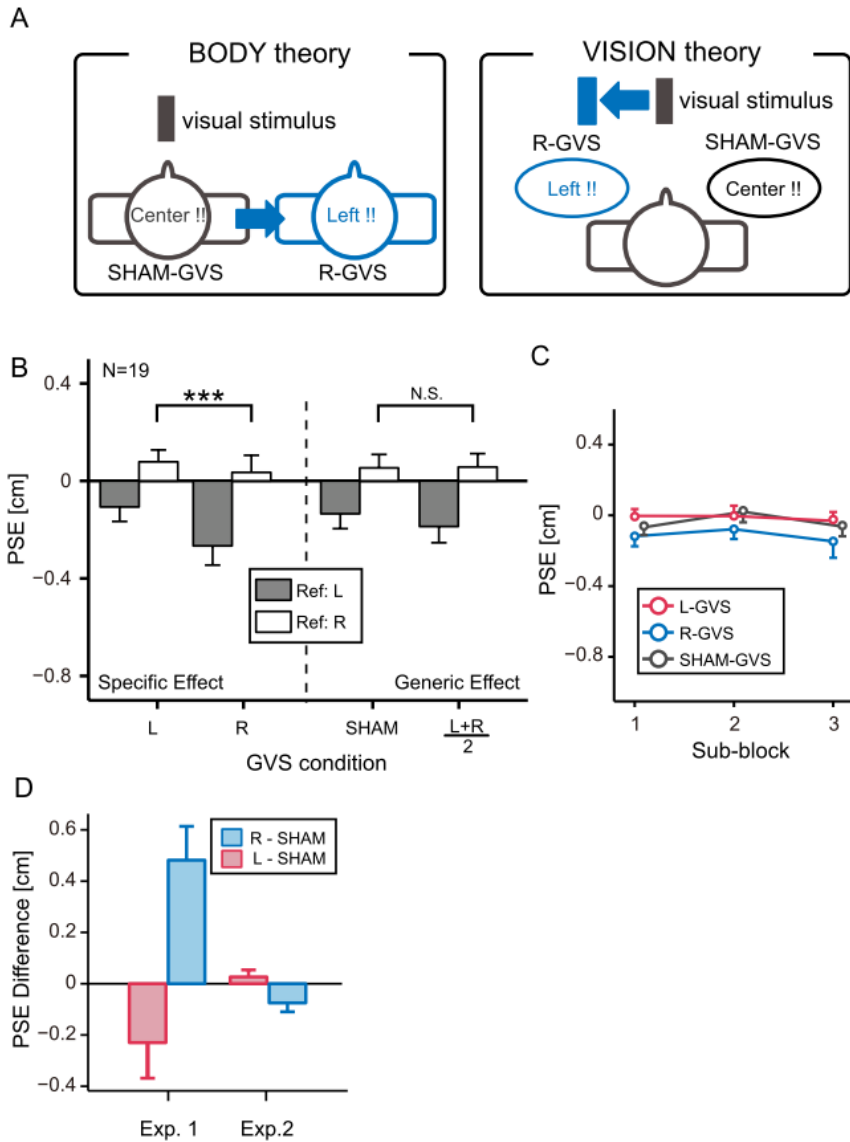 A
BODY theory
visual stimulus
Center !!
Left !!
SHAM-GVS
R-GVS
VISION theory
visual stimulus
R-GVS
SHAM-GVS
Left !!
Center !!
B
N=19
***
N.S.
PSE [cm]
0.4
0
−0.4
−0.8
Ref: L
Ref: R
Specific Effect
Generic Effect
L
R
SHAM
L+R
2
GVS condition
C
PSE [cm]
0.4
0
−0.4
−0.8
L-GVS
R-GVS
SHAM-GVS
1
2
3
Sub-block
D
PSE Difference [cm]
0.6
0.4
0.2
0
−0.2
−0.4
R - SHAM
L - SHAM
Exp. 1
Exp.2